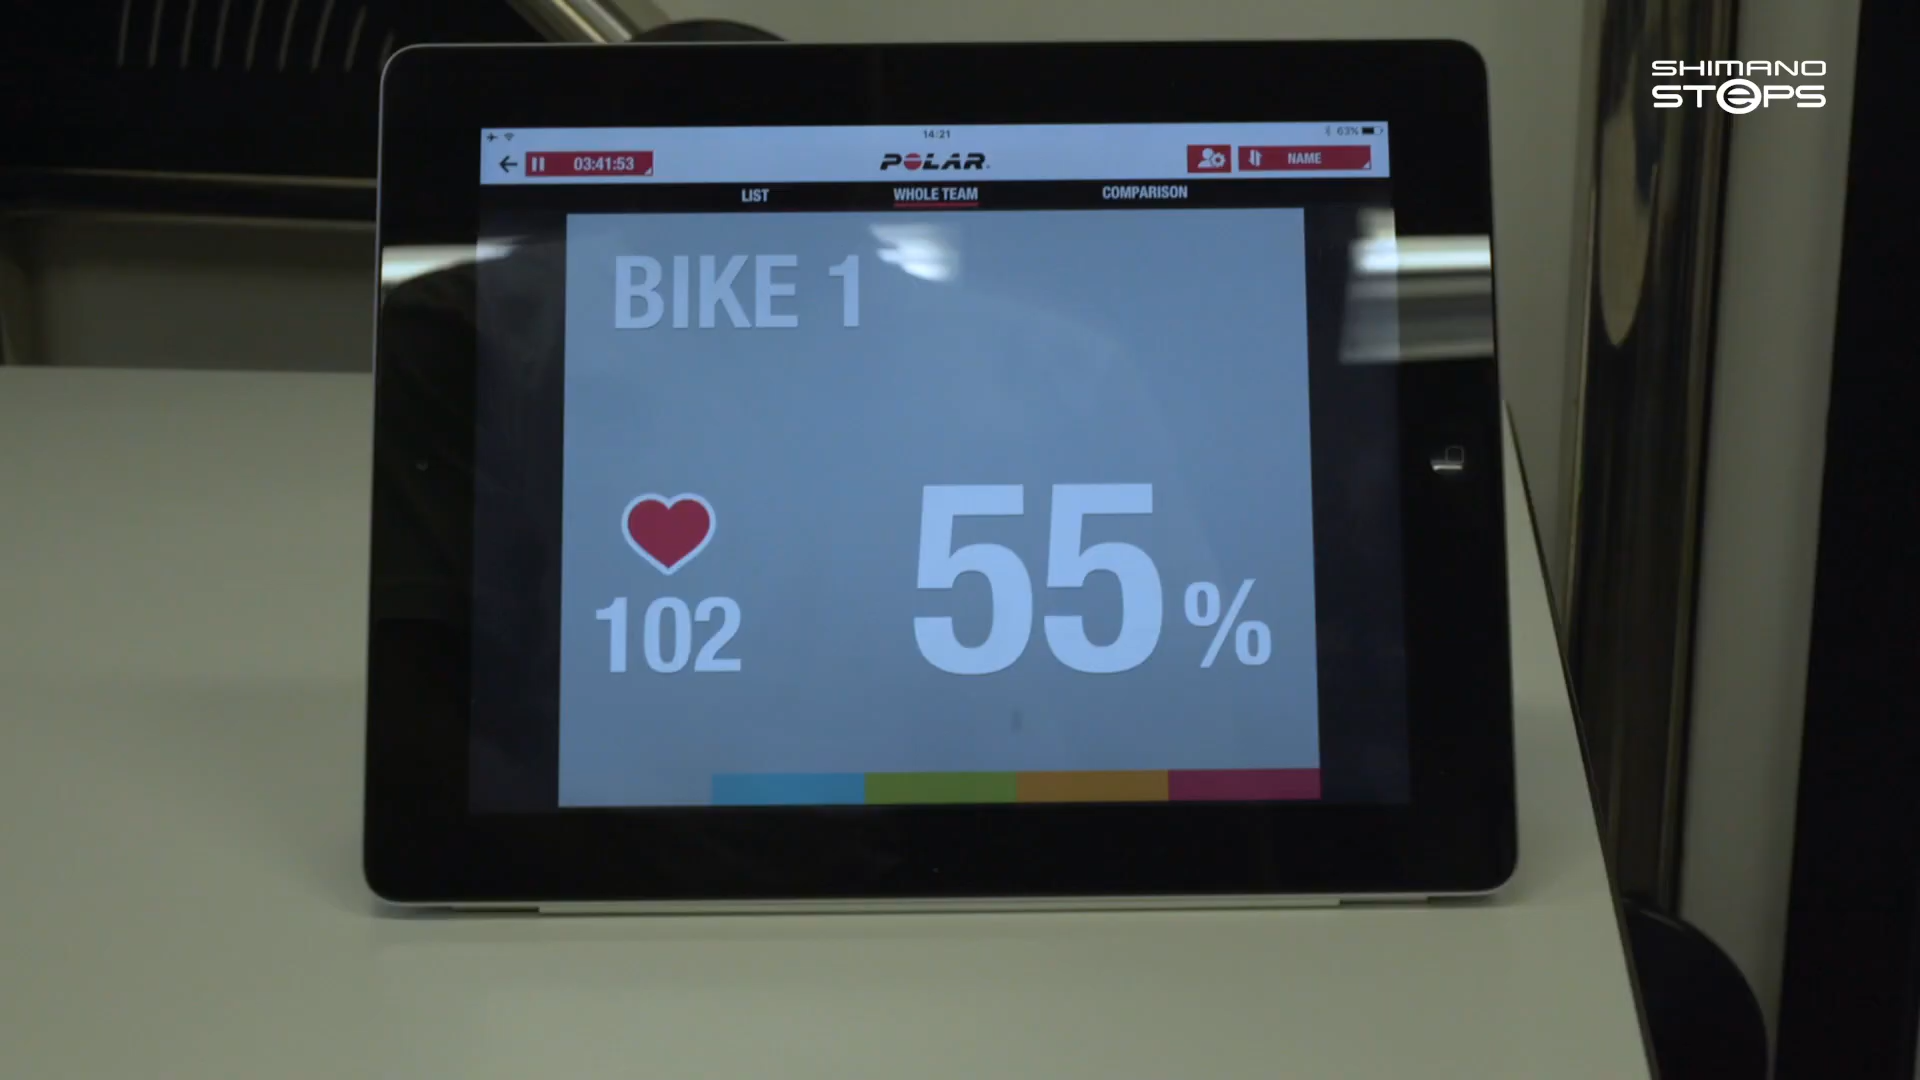 SHIMANO
STEPS
14:21
63%
03:41:53
POLAR
NAME
LIST
WHOLE TEAM
COMPARISON
BIKE 1
55 %
102